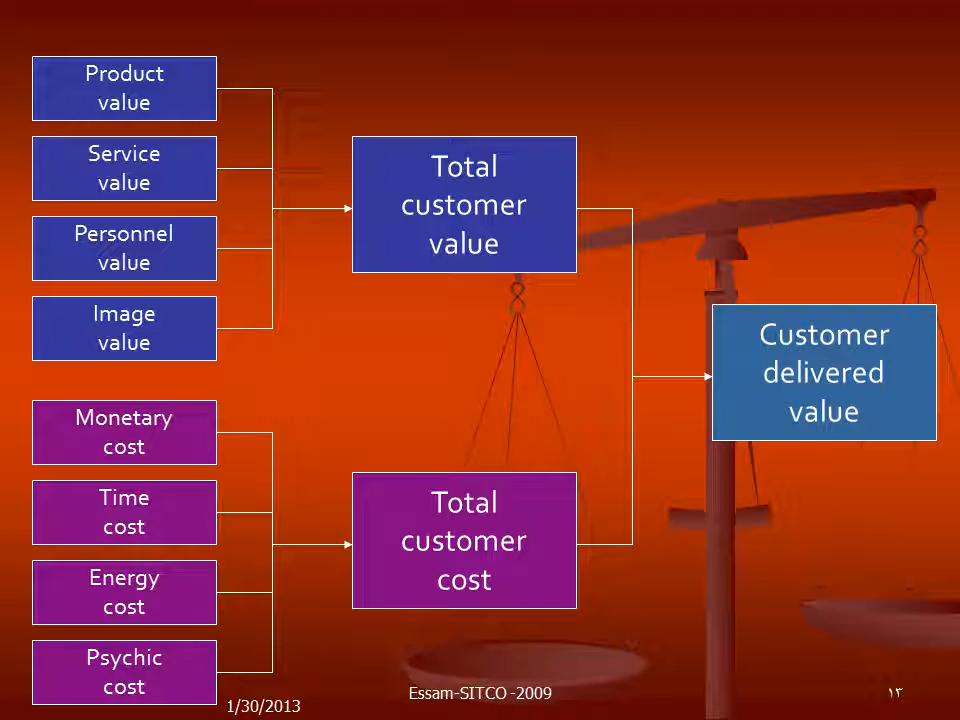 Product
value
Service
value
Personnel
value
Image
value
Total
customer
value
Monetary
cost
Time
cost
Energy
cost
Psychic
cost
Total
customer
cost
Customer
delivered
value
1/30/2013
Essam-SITCO -2009
١٣